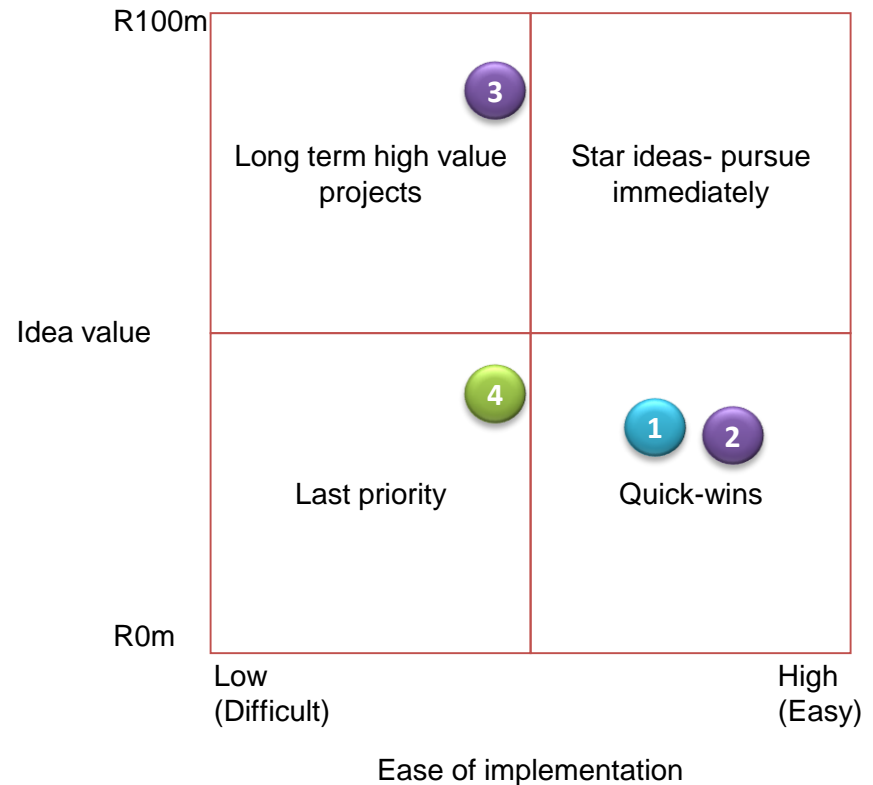 R100m
3
Long term high value
projects
Star ideas- pursue
immediately
Idea value
4
1
2
Last priority
Quick-wins
R0m
Low
(Difficult)
High
(Easy)
Ease of implementation